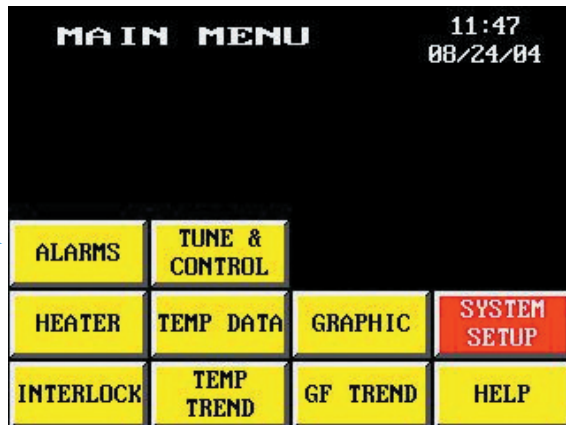 MAIN MENU
11:47
08/24/04
ALARMS
TUNE &
CONTROL
HEATER
TEMP DATA
GRAPHIC
SYSTEM
SETUP
INTERLOCK
TEMP
TREND
GF TREND
HELP